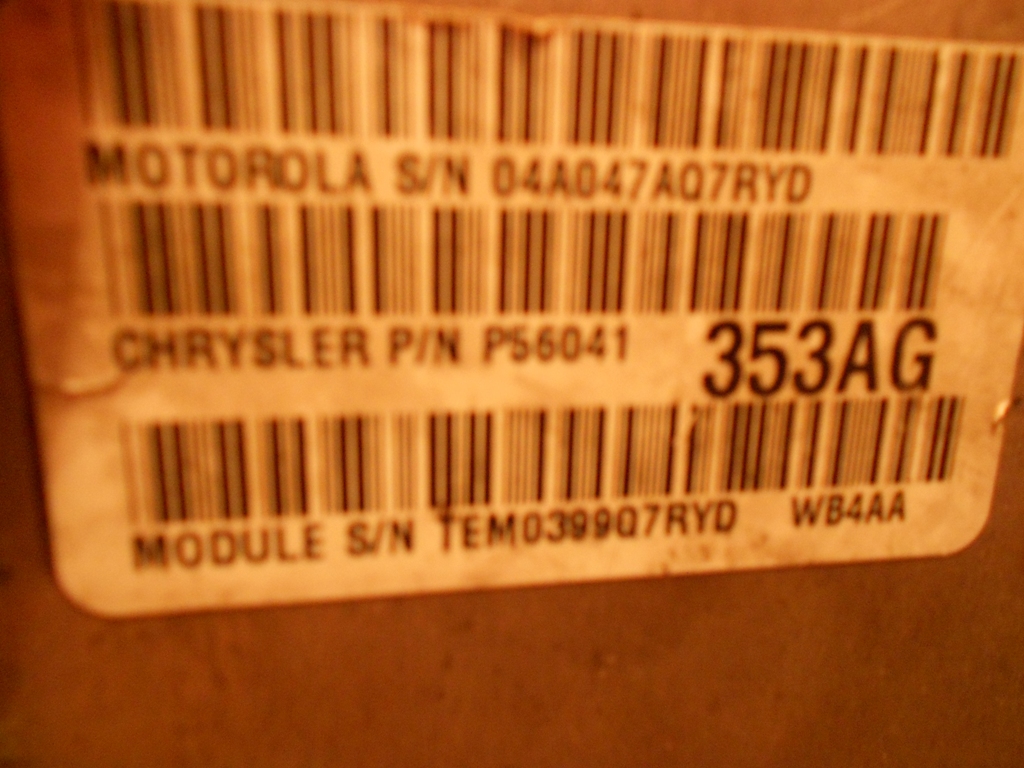 MOTOROLA S/N 04A047AQ7RYD
CHRYSLER P/N P56041 353AG
MODULE S/N TEM0399Q7RYD WB4AA